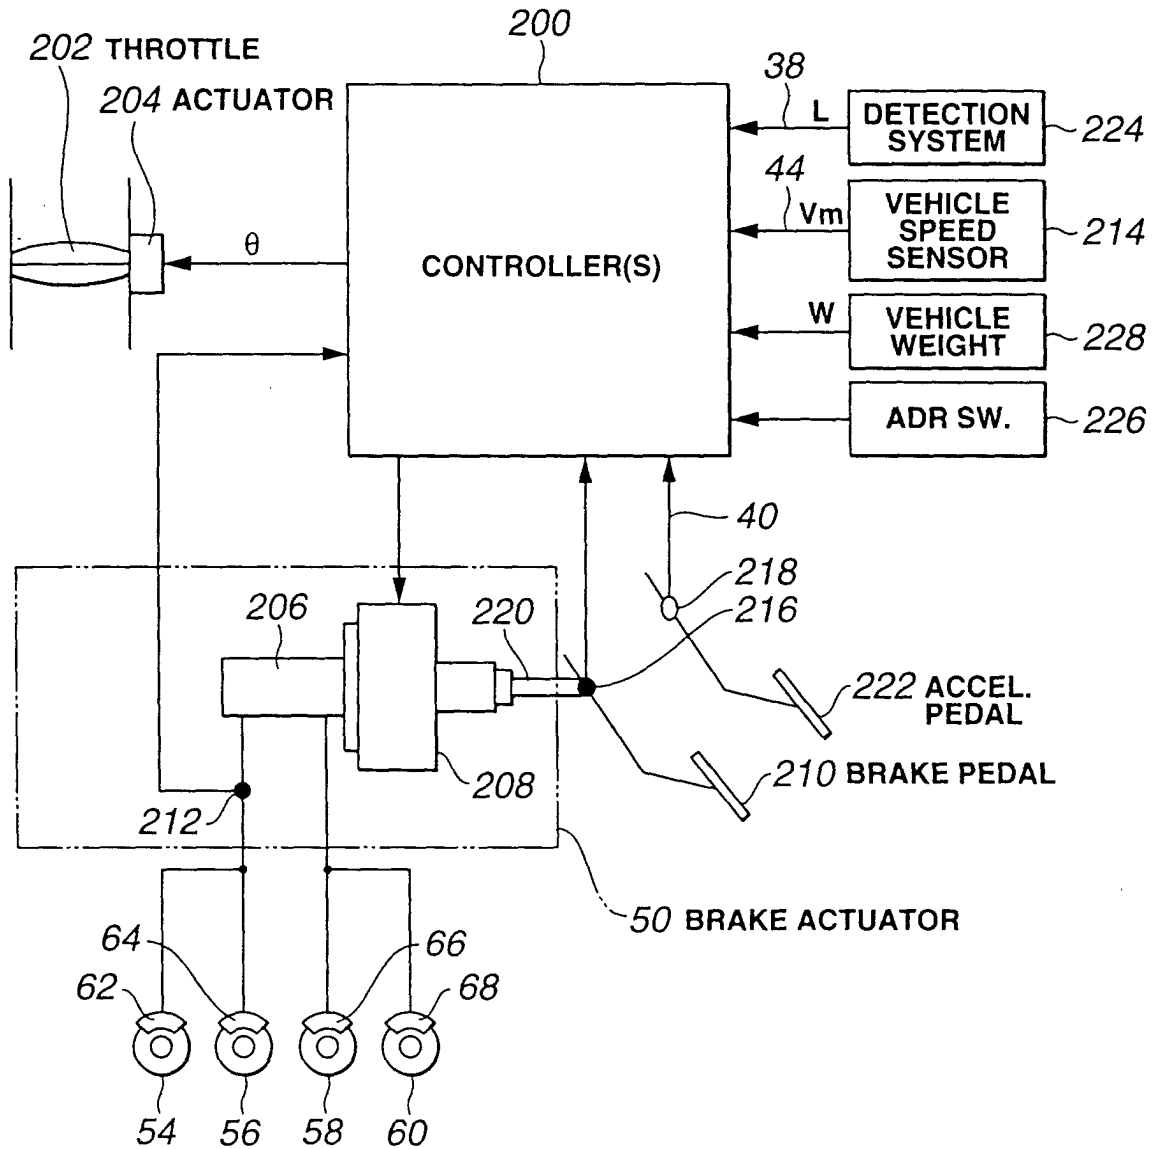 200
202 THROTTLE
204 ACTUATOR
38
L
DETECTION
SYSTEM
224
44
Vm
VEHICLE
SPEED
SENSOR
214
θ
CONTROLLER(S)
W
VEHICLE
WEIGHT
228
ADR SW.
226
40
218
216
206
220
222 ACCEL.
PEDAL
208
210 BRAKE PEDAL
212
50 BRAKE ACTUATOR
64
66
62
68
54
56
58
60